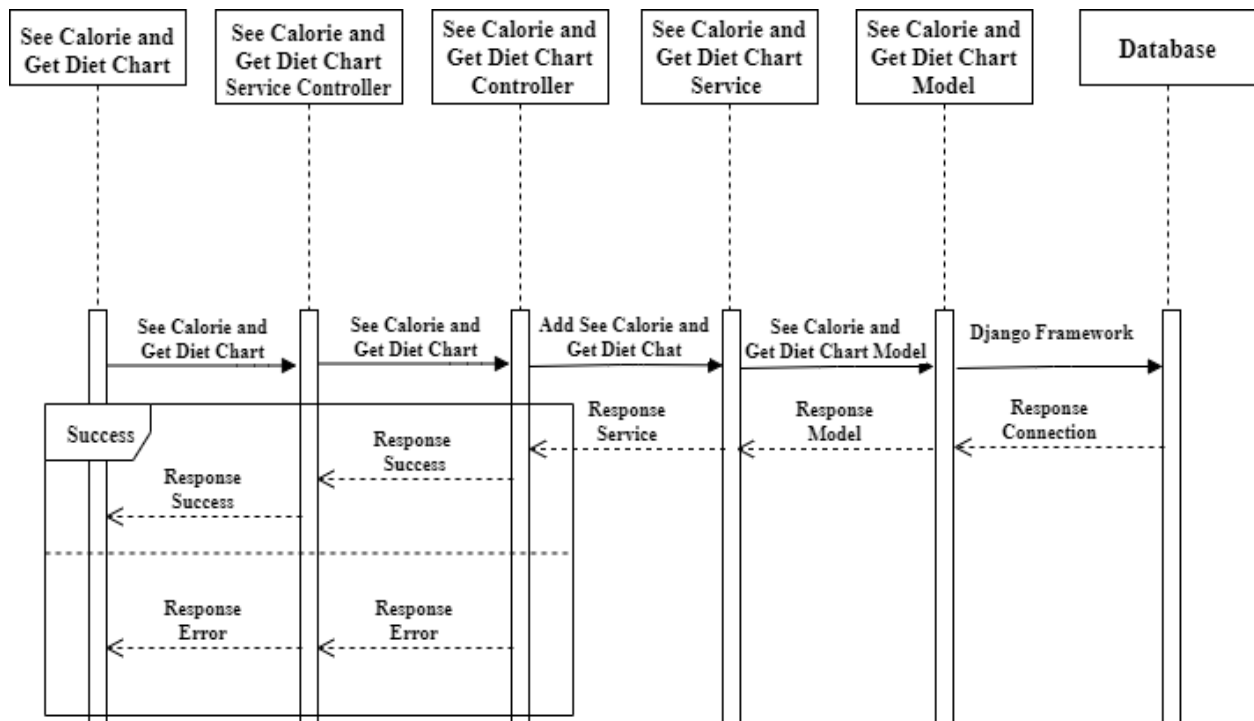 See Calorie and
Get Diet Chart
See Calorie and
Get Diet Chart
Service Controller
See Calorie and
Get Diet Chart
Controller
See Calorie and
Get Diet Chart
Service
See Calorie and
Get Diet Chart
Model
Database
See Calorie and
Get Diet Chart
See Calorie and
Get Diet Chart
Add See Calorie and
Get Diet Chat
See Calorie and
Get Diet Chart Model
Django Framework
Success
Response
Success
Response
Success
Response
Service
Response
Model
Response
Connection
Response
Error
Response
Error